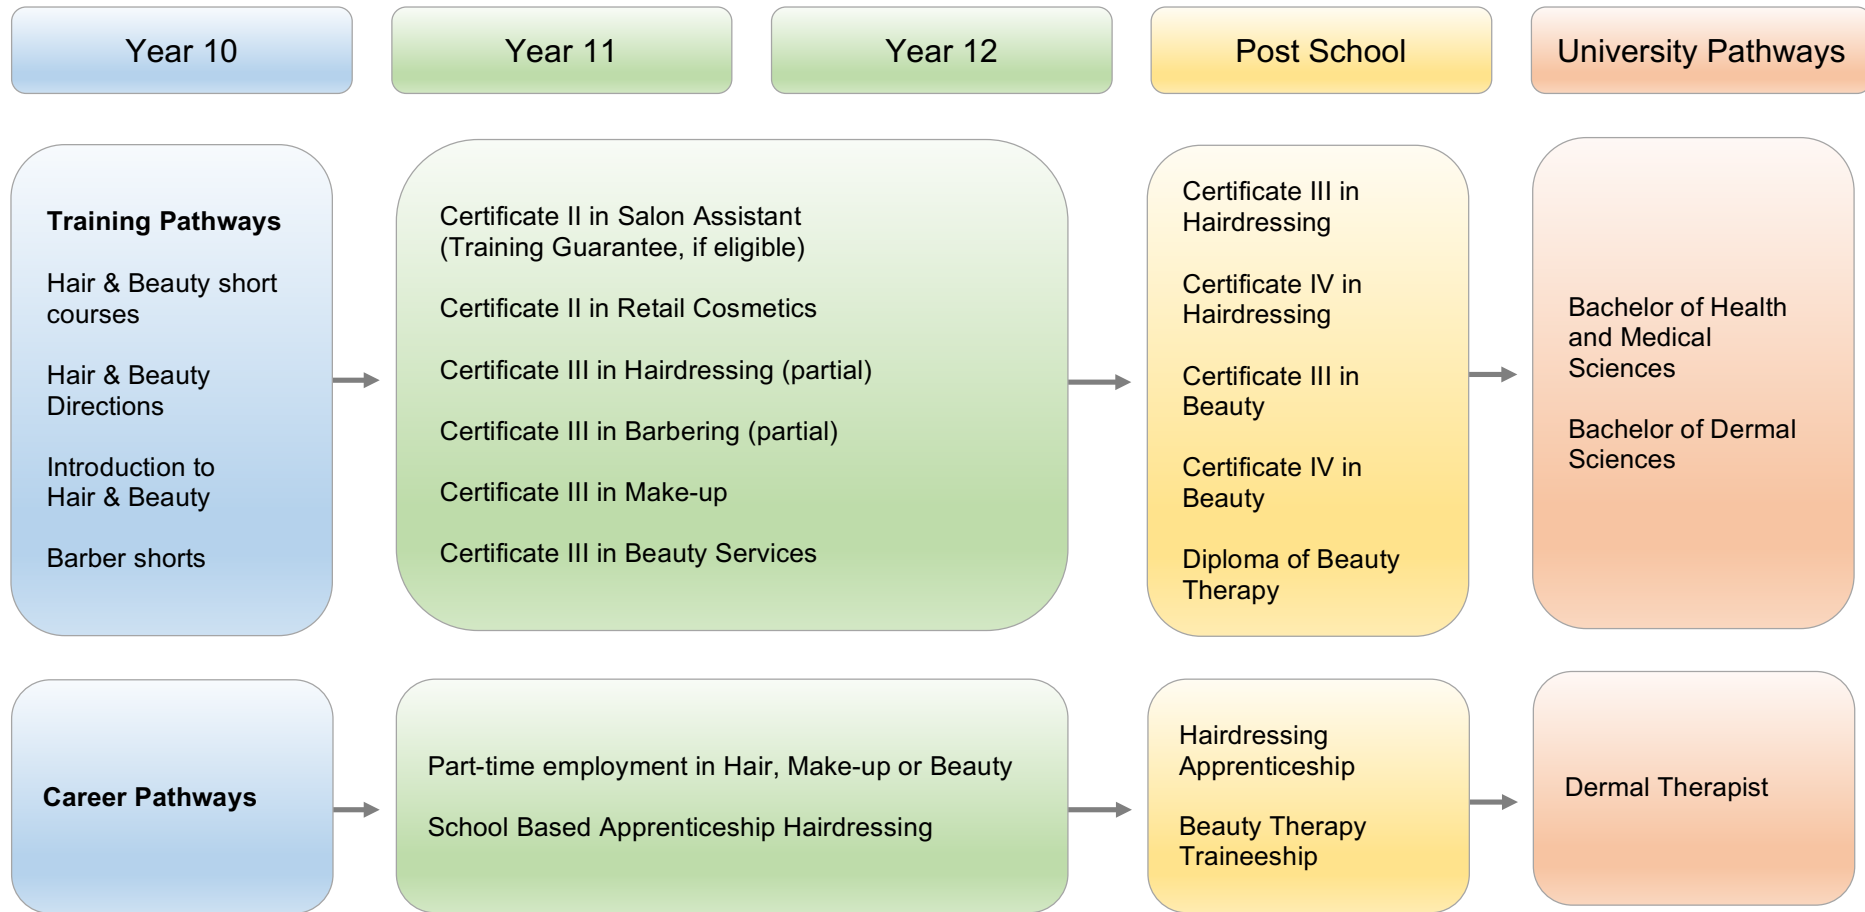 Year 10
Year 11
Year 12
Post School
University Pathways
Training Pathways
Hair & Beauty short
courses
Hair & Beauty
Directions
Introduction to
Hair & Beauty
Barber shorts
Certificate II in Salon Assistant
(Training Guarantee, if eligible)
Certificate II in Retail Cosmetics
Certificate III in Hairdressing (partial)
Certificate III in Barbering (partial)
Certificate III in Make-up
Certificate III in Beauty Services
Certificate III in
Hairdressing
Certificate IV in
Hairdressing
Certificate III in
Beauty
Certificate IV in
Beauty
Diploma of Beauty
Therapy
Bachelor of Health
and Medical
Sciences
Bachelor of Dermal
Sciences
Career Pathways
Part-time employment in Hair, Make-up or Beauty
School Based Apprenticeship Hairdressing
Hairdressing
Apprenticeship
Beauty Therapy
Traineeship
Dermal Therapist